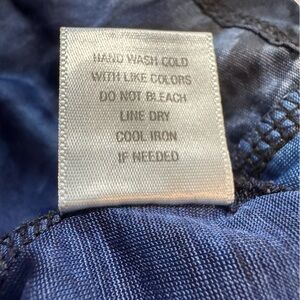 HAND WASH COLD
WITH LIKE COLORS
DO NOT BLEACH
LINE DRY
COOL IRON
IF NEEDED